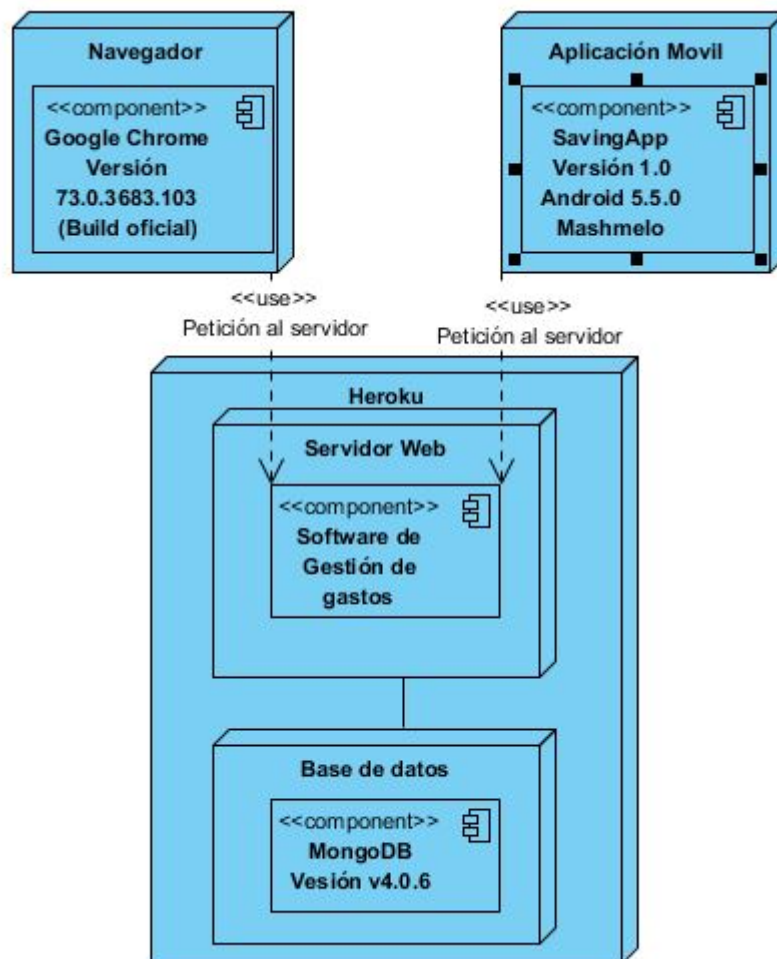 Navegador
<<component>>
Google Chrome
Versión
73.0.3683.103
(Build oficial)
Aplicación Movil
<<component>>
SavingApp
Versión 1.0
Android 5.5.0
Mashmelo
<<use>>
Petición al servidor
<<use>>
Petición al servidor
Heroku
Servidor Web
<<component>>
Software de
Gestión de
gastos
Base de datos
<<component>>
MongoDB
Vesión v4.0.6